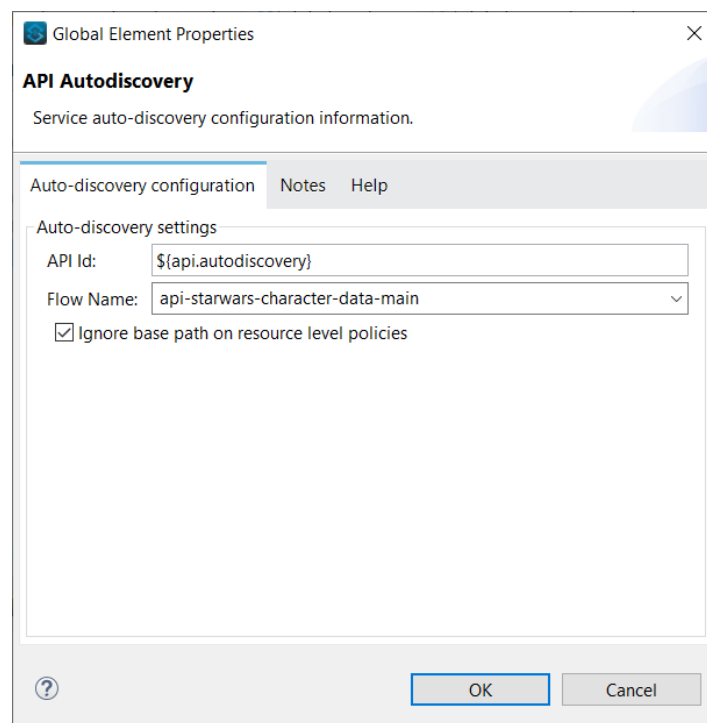 Global Element Properties
API Autodiscovery
Service auto-discovery configuration information.
Auto-discovery configuration Notes Help
Auto-discovery settings
API Id: ${api.autodiscovery}
Flow Name: api-starwars-character-data-main
Ignore base path on resource level policies
OK Cancel